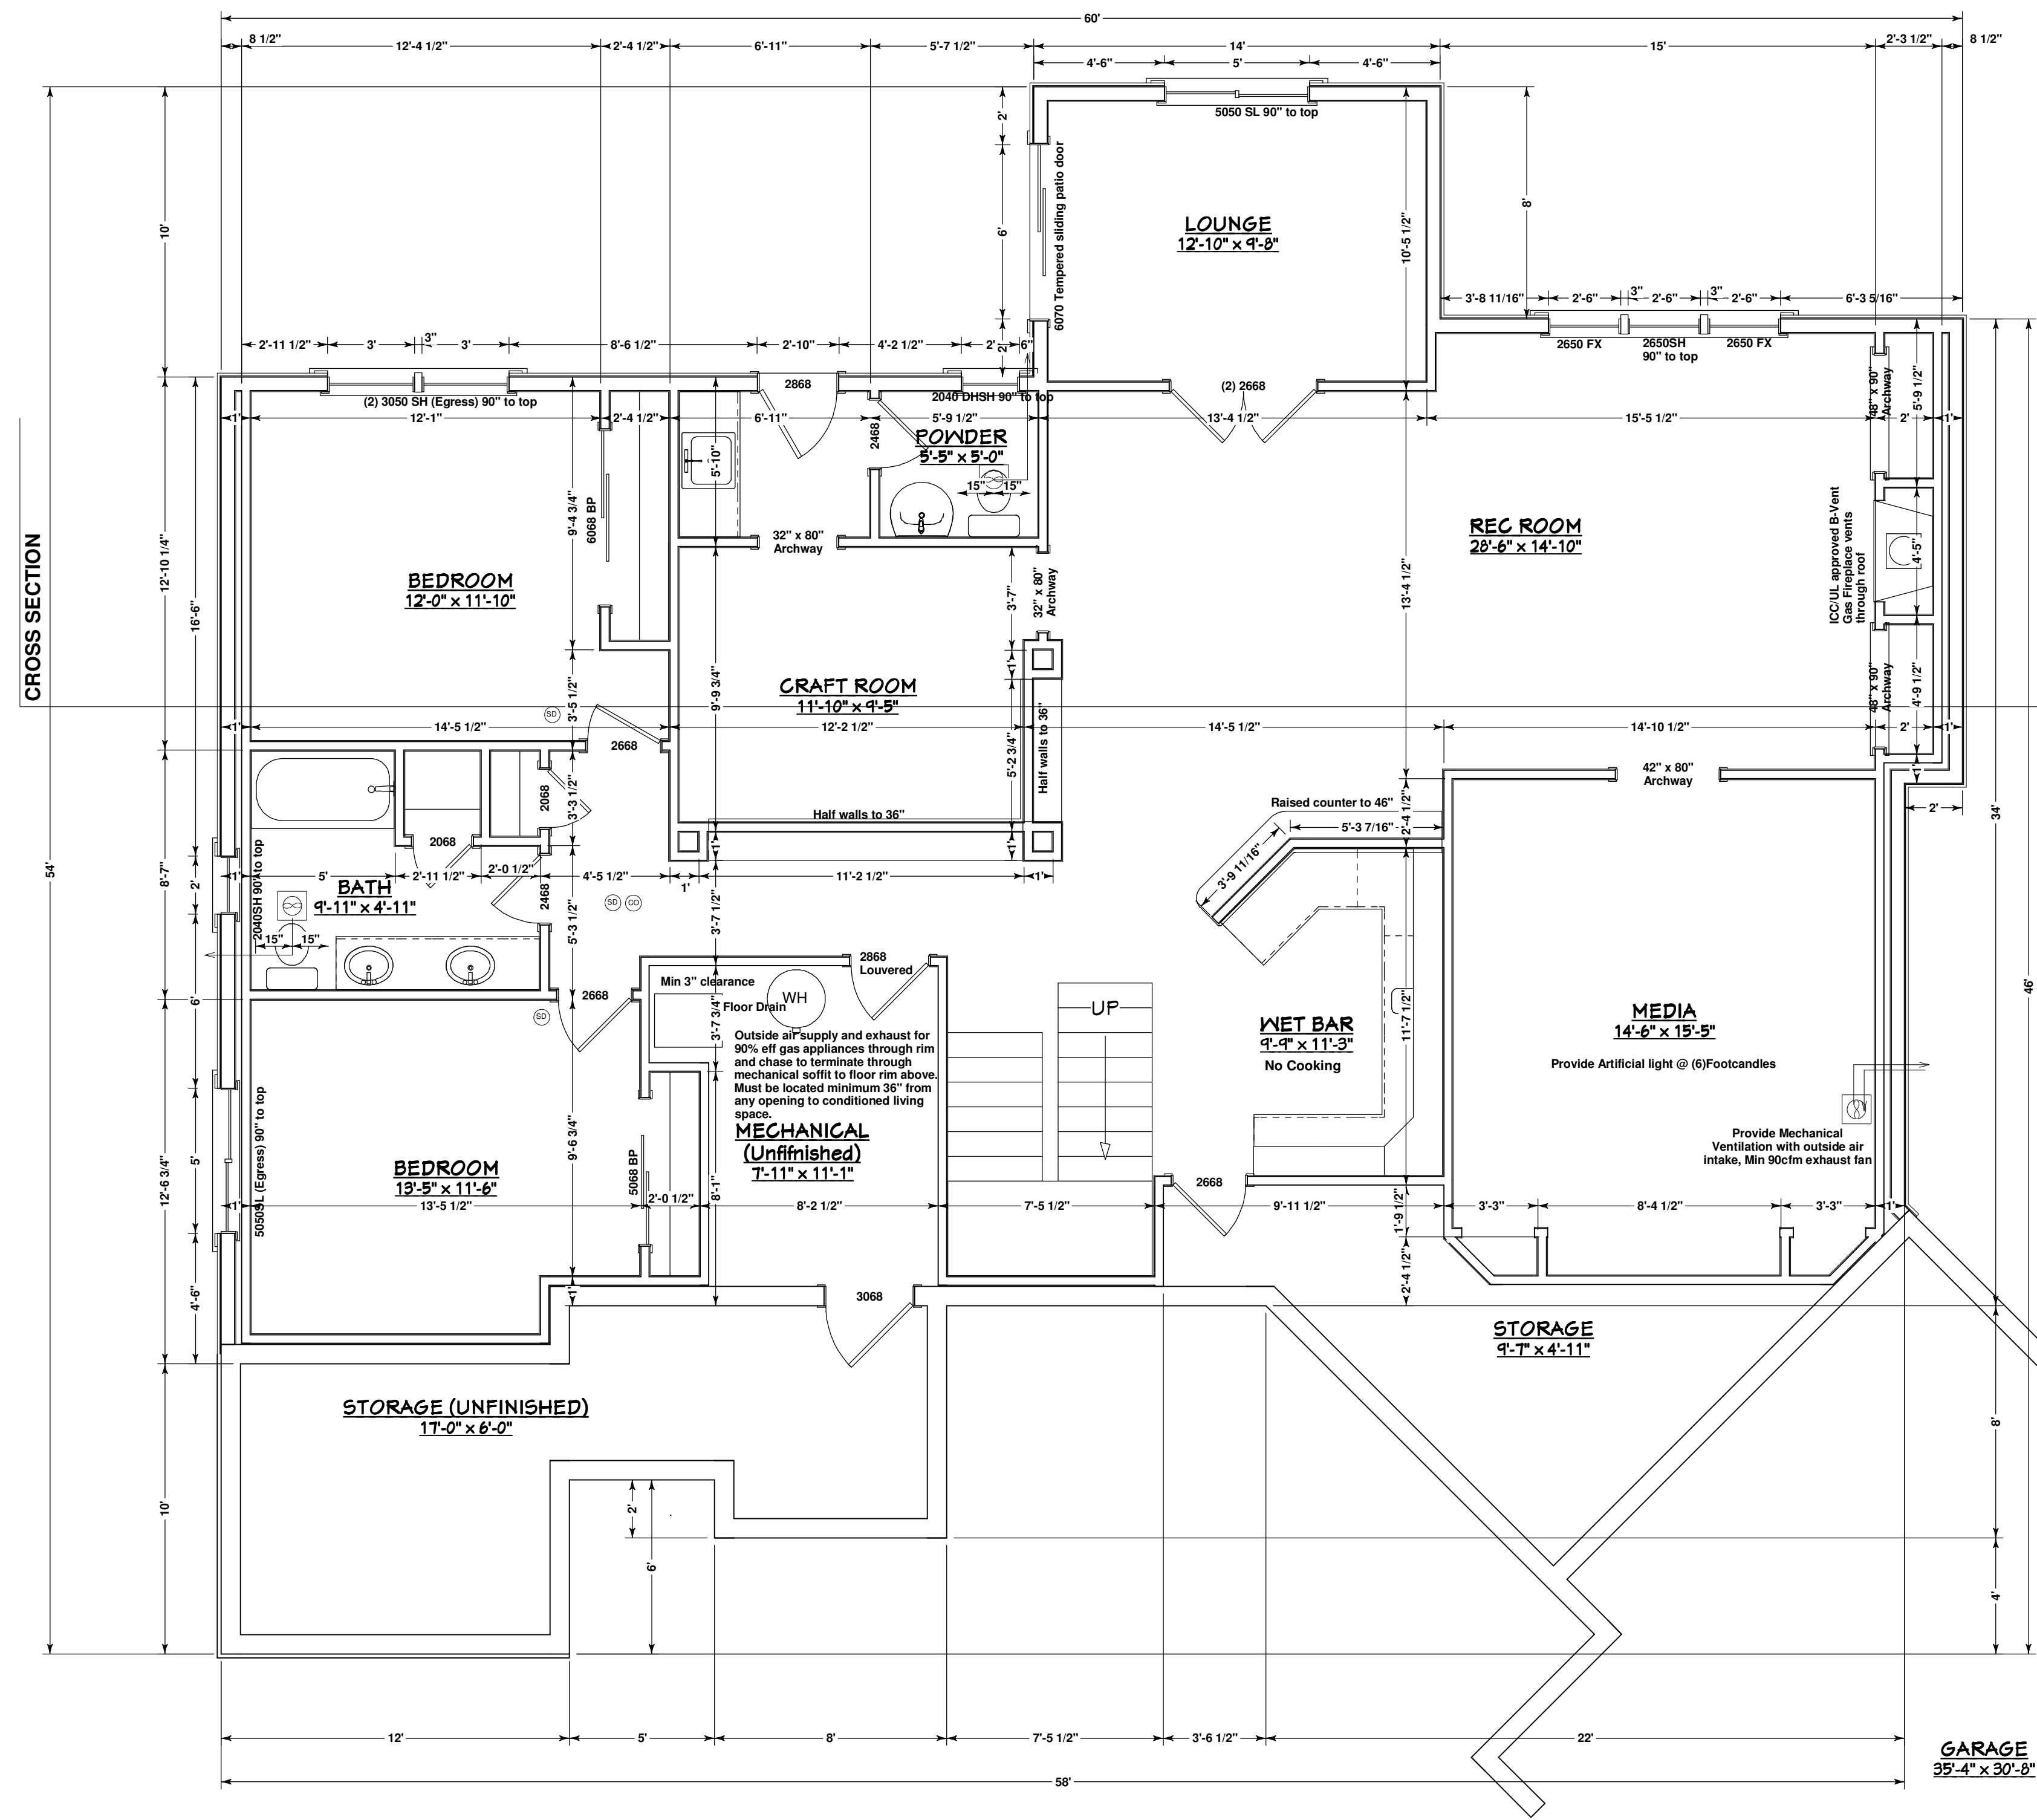 60'
8 1/2"
12'-4 1/2"
2'-4 1/2"
6'-11"
5'-7 1/2"
14'
15'
2'-3 1/2"
8 1/2"
4'-6"
5'
4'-6"
5050 SL 90" to top
2'
6'
2'
6070 Tempered sliding patio door
10'-5 1/2"
8'
LOUNGE
12'-10" x 9'-8"
10'
3'-8 11/16"
2'-6"
3"
2'-6"
3"
2'-6"
6'-3 5/16"
2650 FX
2650SH
90" to top
2650 FX
2'-11 1/2"
3'
3"
3'
8'-6 1/2"
2'-10"
4'-2 1/2"
2'
6"
(2) 3050 SH (Egress) 90" to top
2868
2040 DHSH 90" to top
(2) 2668
48" x 90"
Archway
5'-9 1/2"
1'
12'-1"
2'-4 1/2"
6'-11"
5'-9 1/2"
13'-4 1/2"
15'-5 1/2"
2'
1'
2468
POWDER
5'-5" x 5'-0"
15"
15"
5'-10"
9'-4 3/4"
6068 BP
32" x 80"
Archway
REC ROOM
28'-6" x 14'-10"
ICC/UL approved B-Vent
Gas Fireplace vents
through roof
4'-5"
CROSS SECTION
12'-10 1/4"
16'-6"
BEDROOM
12'-0" x 11'-10"
3'-7"
32" x 80"
Archway
13'-4 1/2"
9'-9 3/4"
1'
CRAFT ROOM
11'-10" x 9'-5"
48" x 90"
Archway
4'-9 1/2"
SD
3'-5 1/2"
1'
14'-5 1/2"
12'-2 1/2"
14'-5 1/2"
14'-10 1/2"
2'
1'
2668
5'-2 3/4"
Half walls to 36"
42" x 80"
Archway
1'
2068
3'-3 1/2"
Half walls to 36"
Raised counter to 46"
5'-3 7/16"
2'-4 1/2"
2'
34'
54'
2068
1'
1'
3'-9 11/16"
8'-7"
2'
1'
5'
2'-11 1/2"
2'-0 1/2"
4'-5 1/2"
1'
11'-2 1/2"
1'
2040SH 90" to top
BATH
9'-11" x 4'-11"
2468
SD
CO
15"
15"
5'-3 1/2"
3'-7 1/2"
2868
Louvered
46'
6'
Min 3" clearance
2668
SD
3'-7 3/4"
Floor Drain
WH
UP
11'-7 1/2"
WET BAR
9'-9" x 11'-3"
No Cooking
MEDIA
14'-6" x 15'-5"
Outside air supply and exhaust for
90% eff gas appliances through rim
and chase to terminate through
mechanical soffit to floor rim above.
Must be located minimum 36" from
any opening to conditioned living
space.
Provide Artificial light @ (6)Footcandles
MECHANICAL
(Unfifnished)
7'-11" x 11'-1"
Provide Mechanical
Ventilation with outside air
intake, Min 90cfm exhaust fan
12'-6 3/4"
5'
5050SL (Egress) 90" to top
BEDROOM
13'-5" x 11'-6"
9'-6 3/4"
5068 BP
8'-1"
2668
1'
13'-5 1/2"
2'-0 1/2"
8'-2 1/2"
7'-5 1/2"
9'-11 1/2"
1'-9 1/2"
3'-3"
8'-4 1/2"
3'-3"
1'
4'-6"
1'
3068
2'-4 1/2"
STORAGE
9'-7" x 4'-11"
STORAGE (UNFINISHED)
17'-0" x 6'-0"
8'
10'
2'
6'
4'
12'
5'
8'
7'-5 1/2"
3'-6 1/2"
22'
58'
GARAGE
35'-4" x 30'-8"